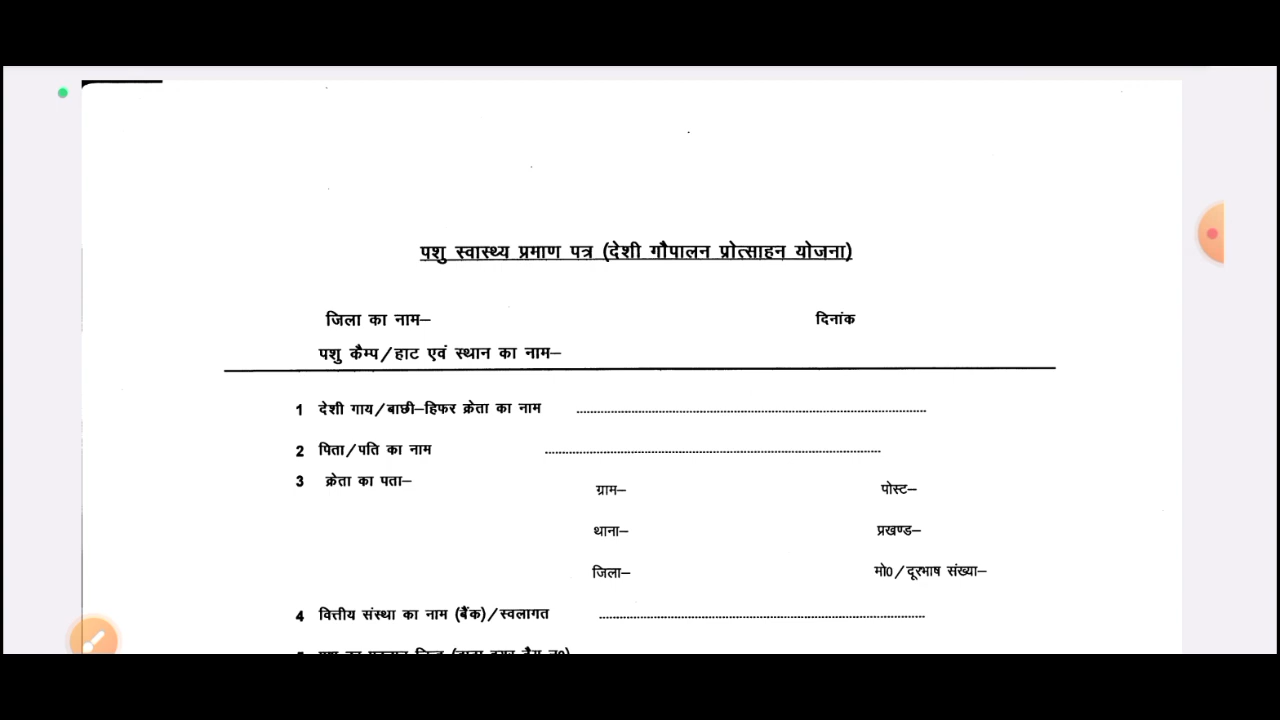 पशु स्वास्थ्य प्रमाण पत्र (देशी गौपालन प्रोत्साहन योजना)
जिला का नाम– दिनांक
पशु कैम्प/हाट एवं स्थान का नाम–
1 देशी गाय/बाछी–हिफर क्रेता का नाम ........................................
2 पिता/पति का नाम ........................................
3 क्रेता का पता– ग्राम– पोस्ट–
थाना– प्रखण्ड–
जिला– मो0/दूरभाष संख्या–
4 वित्तीय संस्था का नाम (बैंक)/स्वलागत ........................................